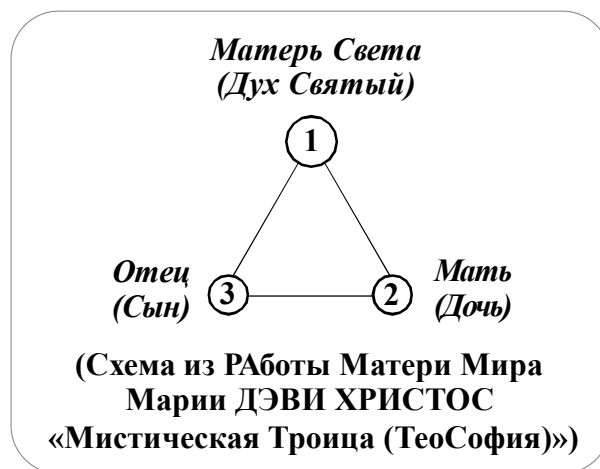 Матерь Света
(Дух Святый)
1
Отец
(Сын)
3
2
Мать
(Дочь)
(Схема из РАботы Матери Мира
Марии ДЭВИ ХРИСТОС
«Мистическая Троица (ТеоСофия)»)